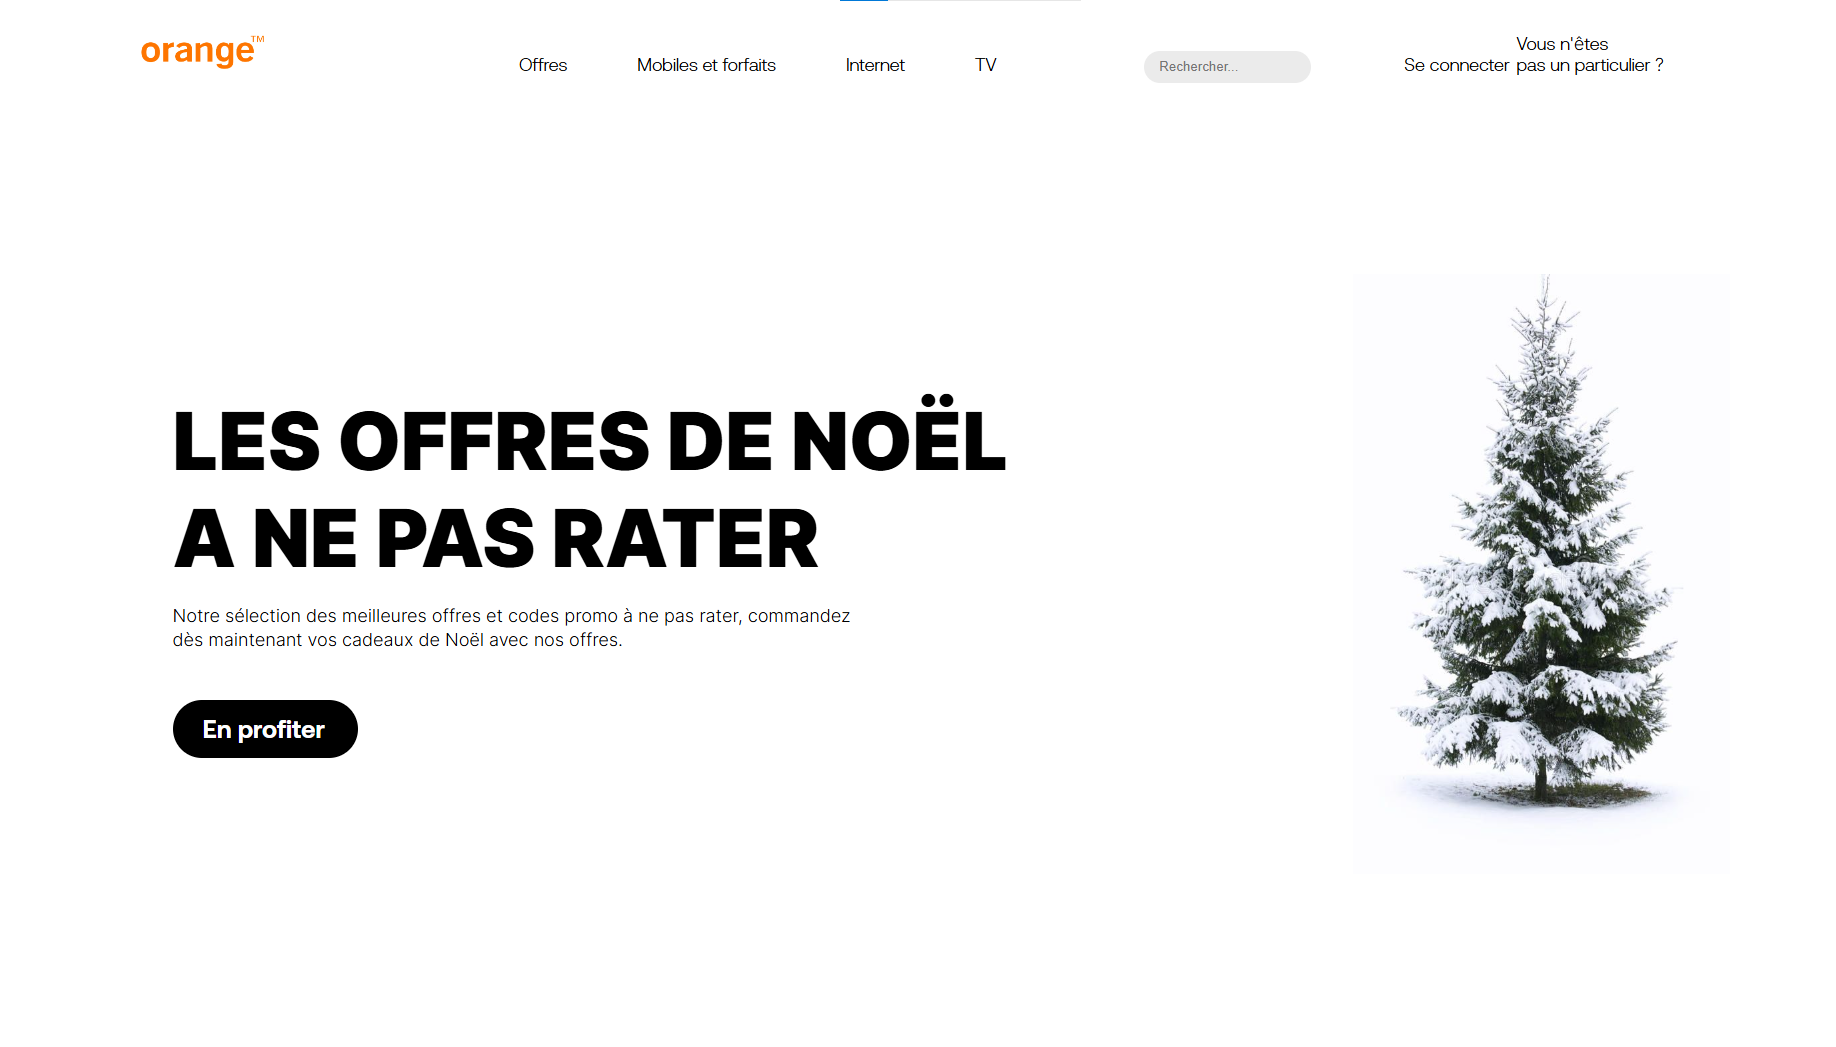 orange™
Offres
Mobiles et forfaits
Internet
TV
Rechercher...
Se connecter
Vous n'êtes
pas un particulier ?
LES OFFRES DE NOËL
A NE PAS RATER
Notre sélection des meilleures offres et codes promo à ne pas rater, commandez
dès maintenant vos cadeaux de Noël avec nos offres.
En profiter